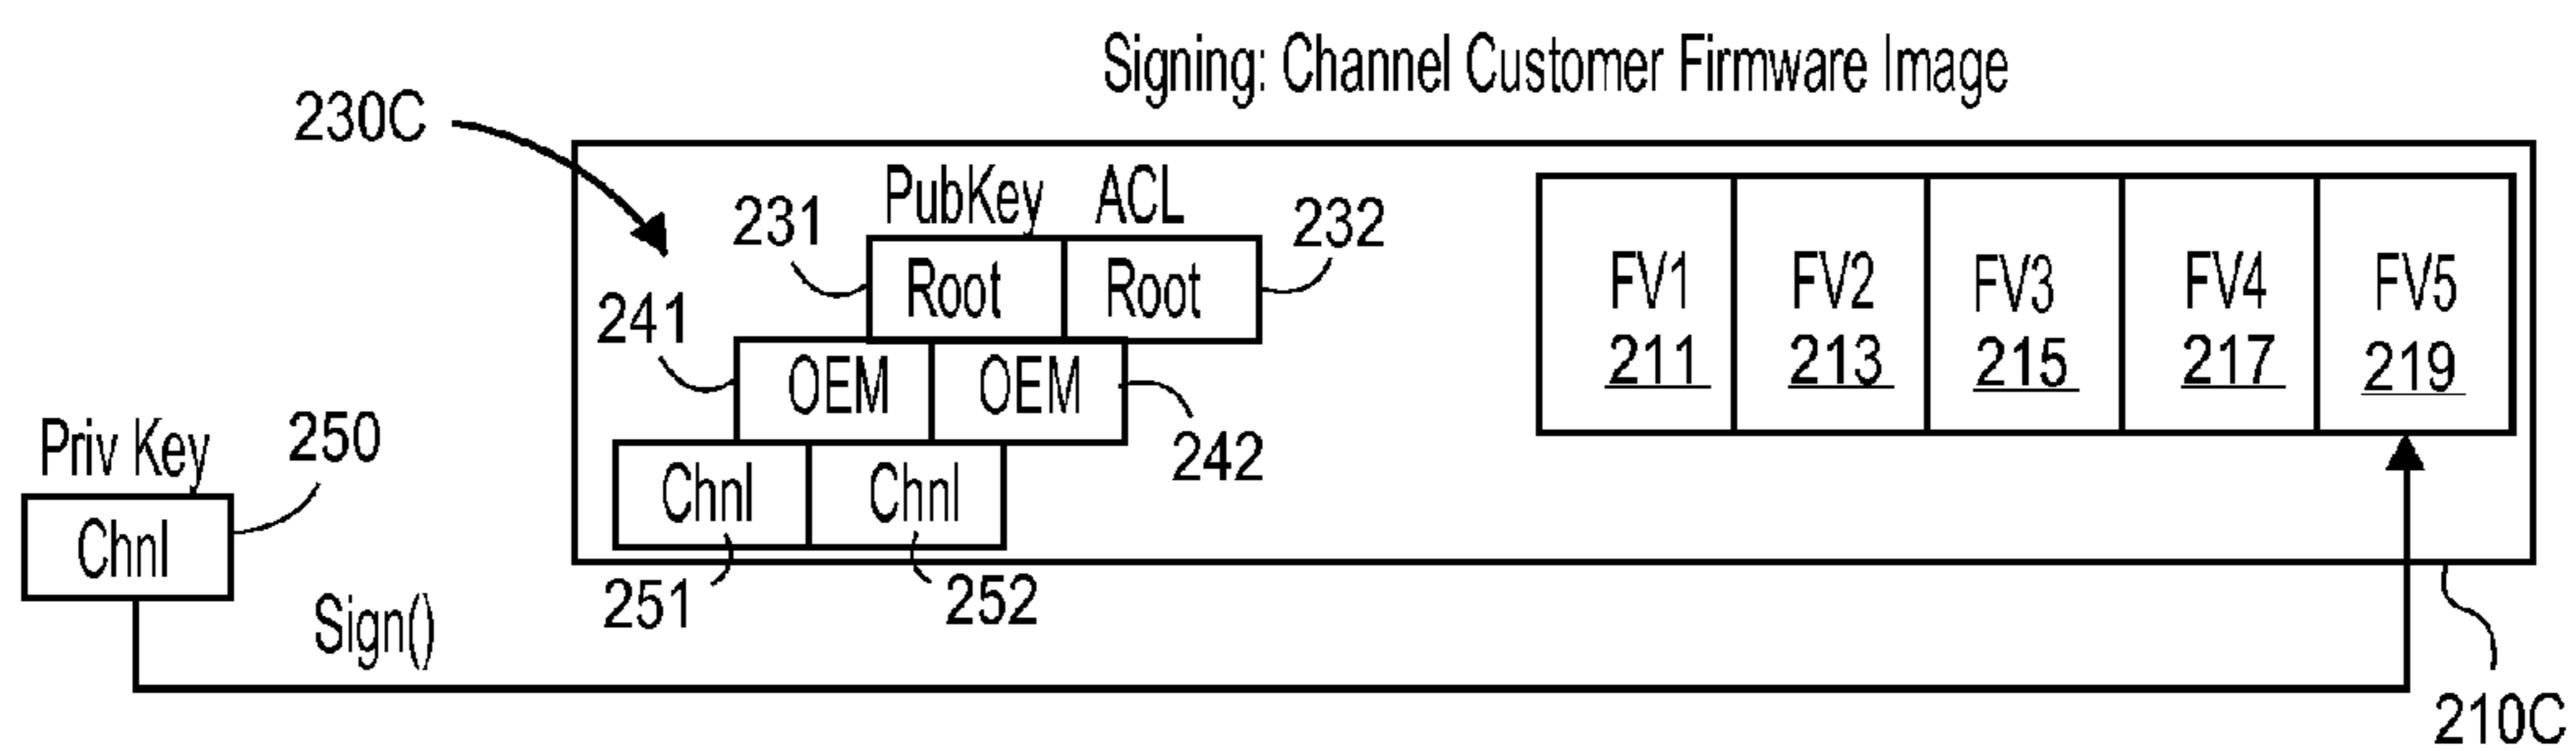 Signing: Channel Customer Firmware Image
230C
PubKey ACL
231 232
Root Root
241
OEM OEM
242
Priv Key 250
Chnl
Chnl Chnl
251 252
Sign()
FV1 FV2 FV3 FV4 FV5
211 213 215 217 219
210C